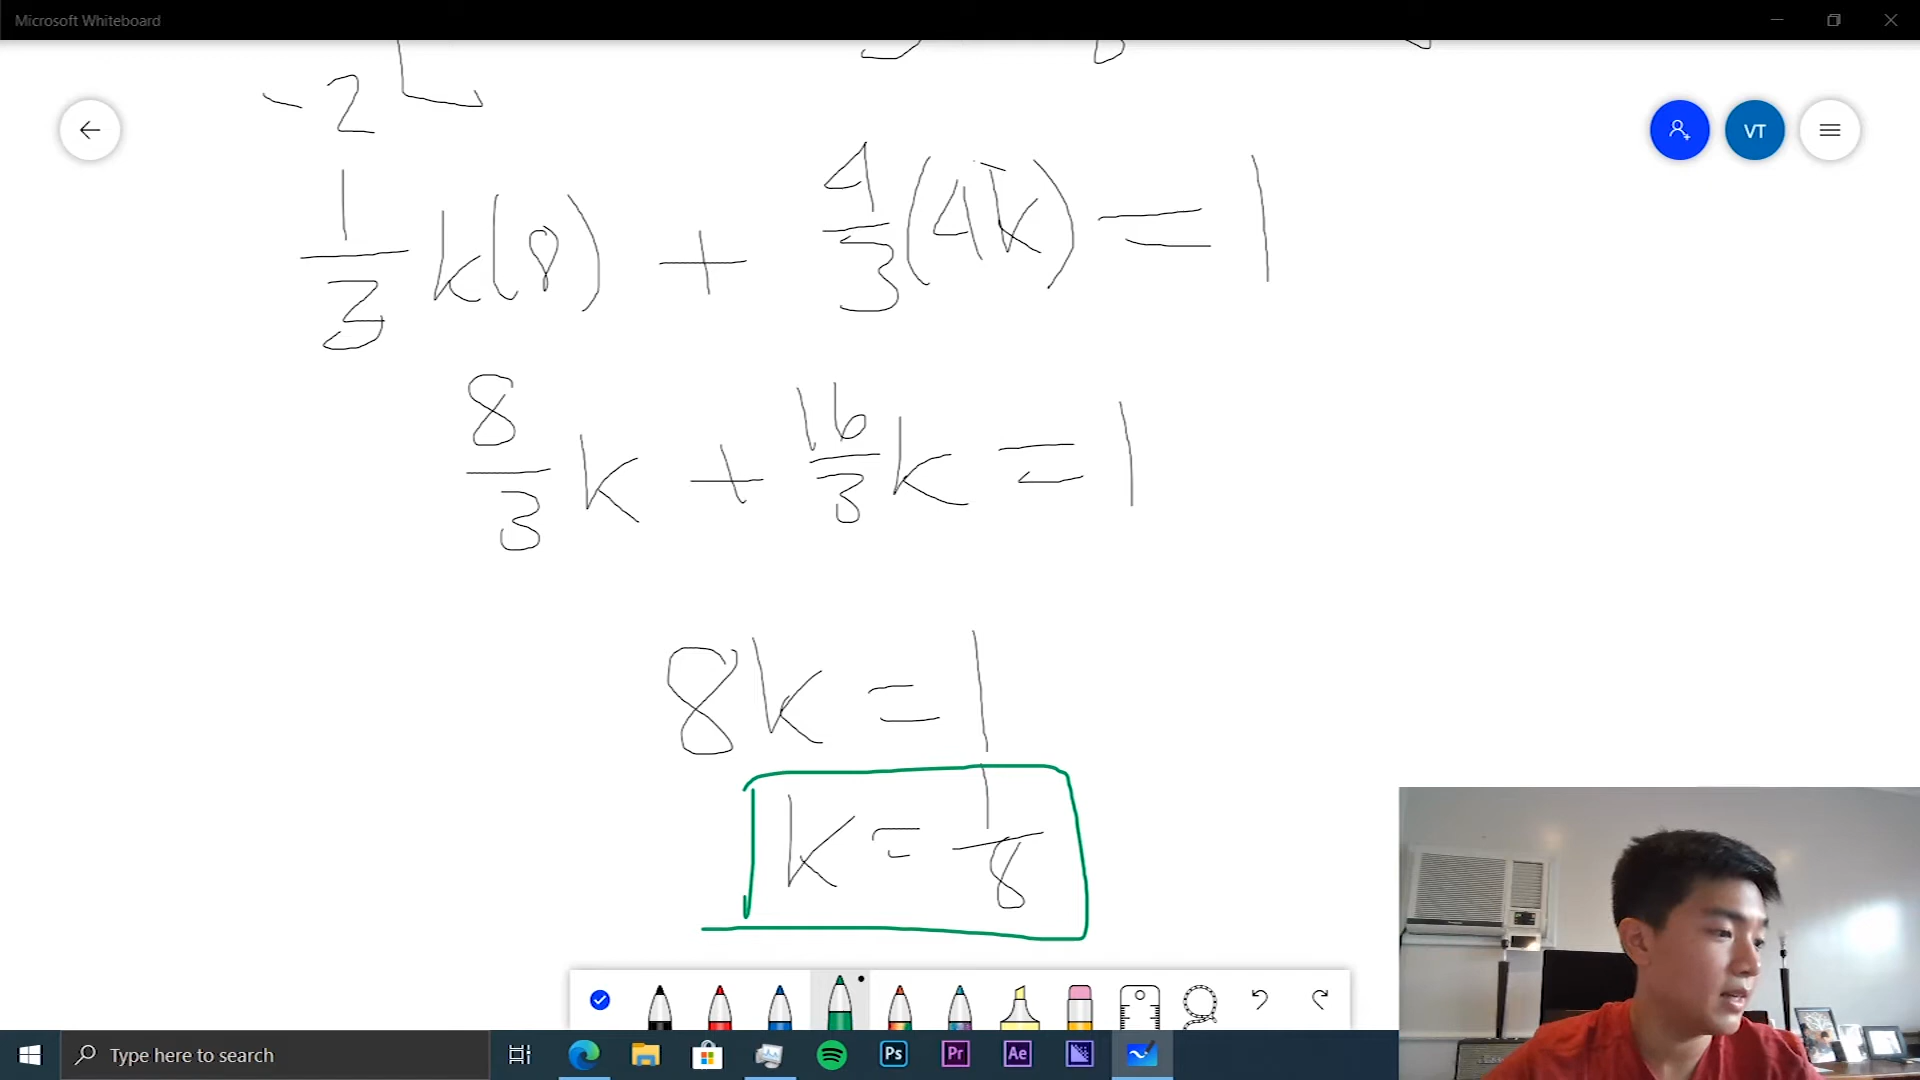 Microsoft Whiteboard
-2
VT
1/3 k(8) + 4/3 (4k) = 1
8/3 k + 16/3 k = 1
8k = 1
k = 1/8
Type here to search
Ps
Pr
Ae